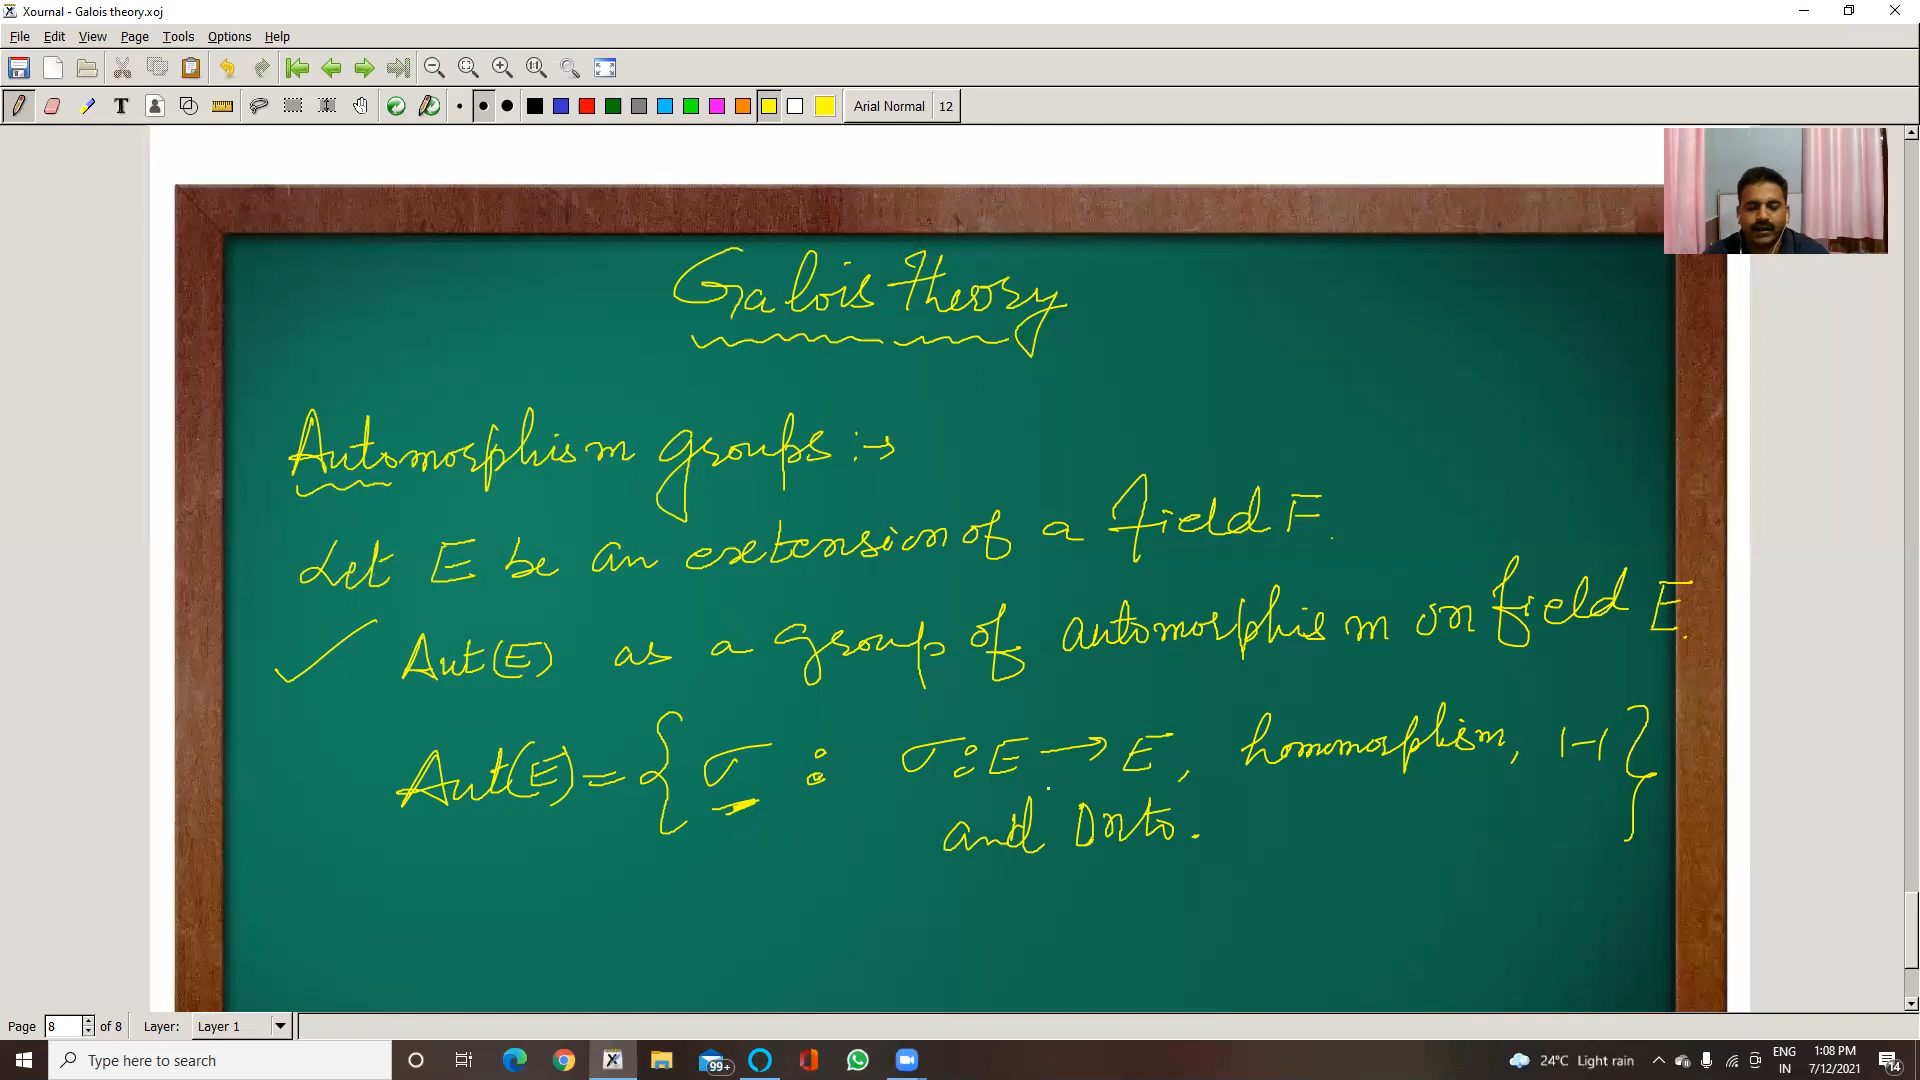 Xournal - Galois theory.xoj
File Edit View Page Tools Options Help
T Arial Normal 12
Galois theory
Automorphism groups :→
Let E be an extension of a field F.
✓ Aut(E) as a group of automorphism on field E.
Aut(E) = { σ : σ : E → E, homomorphism, 1-1 }
and Onto.
Page 8 of 8 Layer: Layer 1
Type here to search 99+ 24°C Light rain ENG IN 1:08 PM 7/12/2021 14